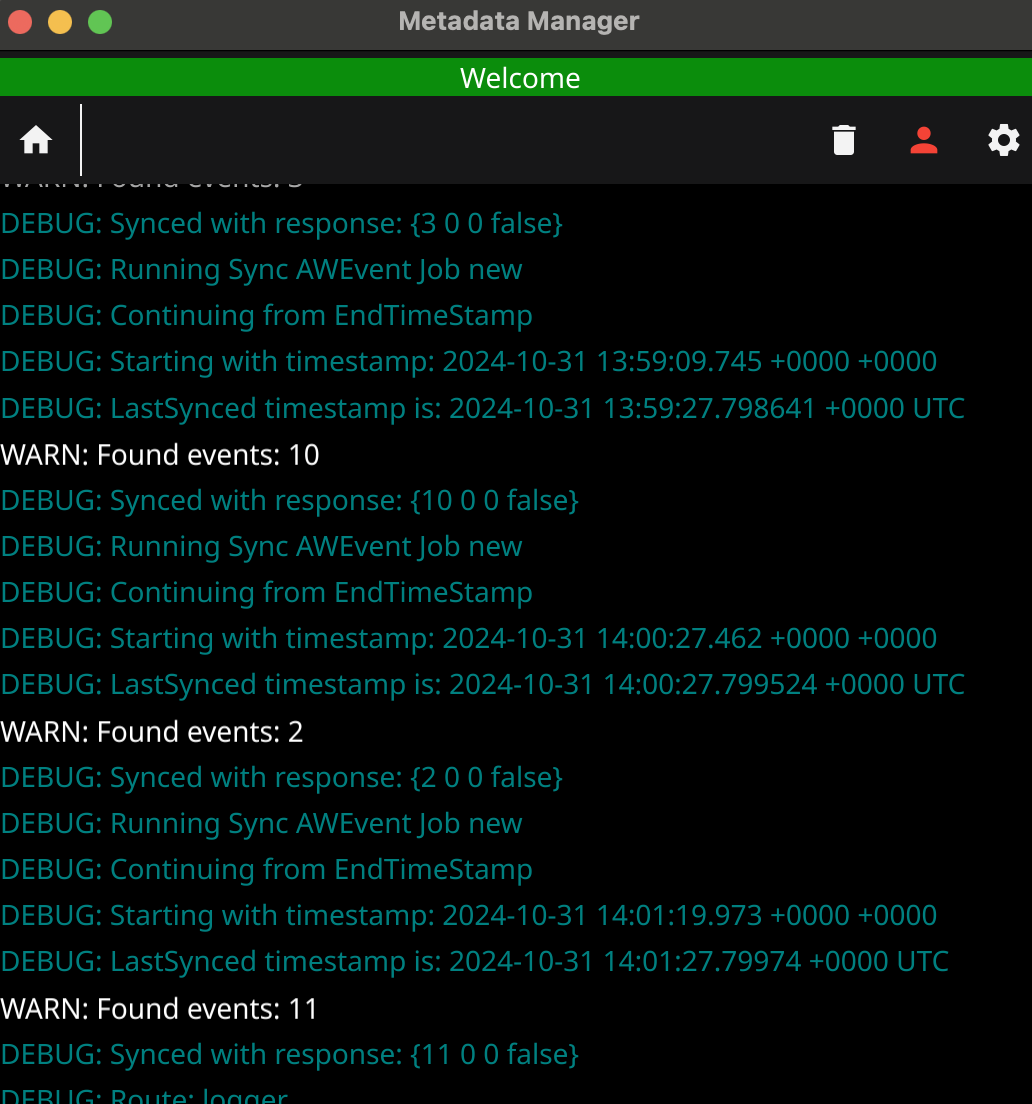 Metadata Manager
Welcome
WARN: Found events: 3
DEBUG: Synced with response: {3 0 0 false}
DEBUG: Running Sync AWEvent Job new
DEBUG: Continuing from EndTimeStamp
DEBUG: Starting with timestamp: 2024-10-31 13:59:09.745 +0000 +0000
DEBUG: LastSynced timestamp is: 2024-10-31 13:59:27.798641 +0000 UTC
WARN: Found events: 10
DEBUG: Synced with response: {10 0 0 false}
DEBUG: Running Sync AWEvent Job new
DEBUG: Continuing from EndTimeStamp
DEBUG: Starting with timestamp: 2024-10-31 14:00:27.462 +0000 +0000
DEBUG: LastSynced timestamp is: 2024-10-31 14:00:27.799524 +0000 UTC
WARN: Found events: 2
DEBUG: Synced with response: {2 0 0 false}
DEBUG: Running Sync AWEvent Job new
DEBUG: Continuing from EndTimeStamp
DEBUG: Starting with timestamp: 2024-10-31 14:01:19.973 +0000 +0000
DEBUG: LastSynced timestamp is: 2024-10-31 14:01:27.79974 +0000 UTC
WARN: Found events: 11
DEBUG: Synced with response: {11 0 0 false}
DEBUG: Route: logger